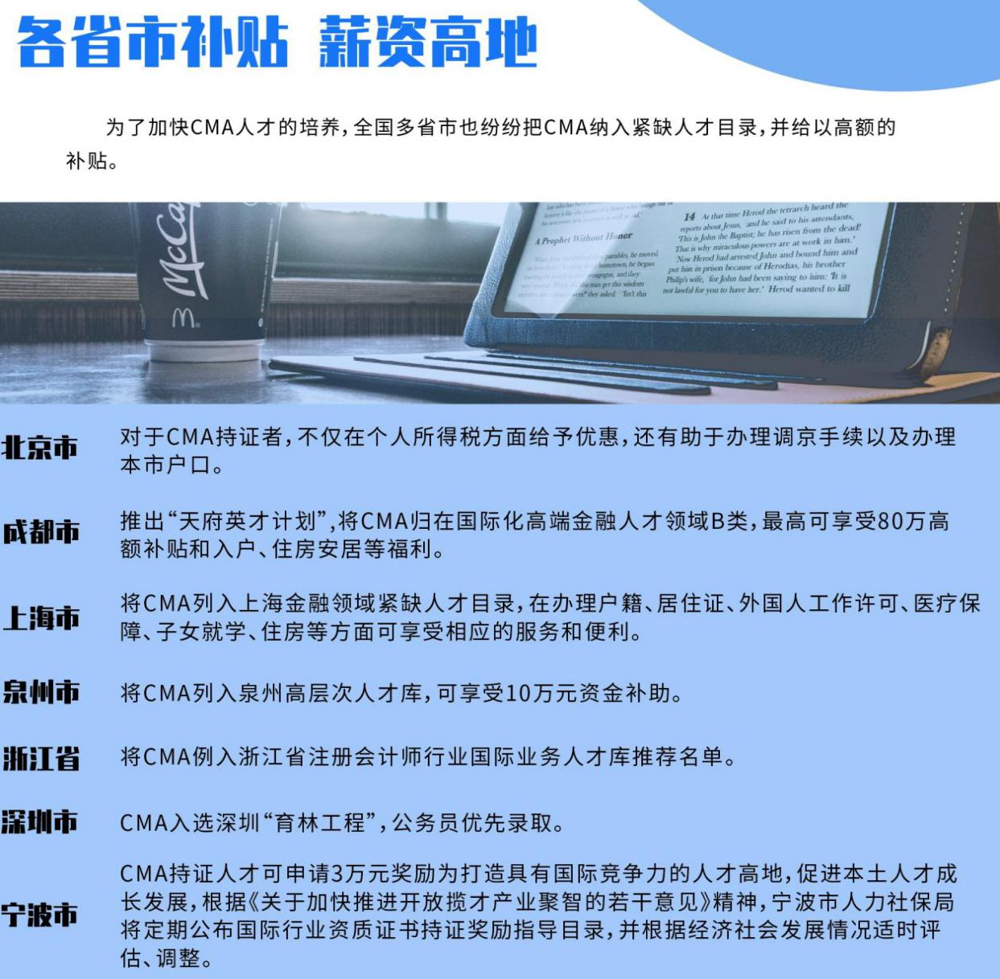 各省市补贴 薪资高地
为了加快CMA人才的培养,全国多省市也纷纷把CMA纳入紧缺人才目录,并给以高额的
补贴。
McCa
A Prophet Without Honor
14 At that time Herod the tetrarch heard the
reports about Jesus, and he said to his attendants,
'This is John the Baptist; he has risen from the dead!
That is why miraculous powers are at work in him.'
Now Herod had arrested John and bound him and
put him in prison because of Herodias, his brother
Philip's wife, 'for John had been saying to him: 'It is
not lawful for you to have her.' Herod wanted to kill
北京市
对于CMA持证者,不仅在个人所得税方面给予优惠,还有助于办理调京手续以及办理
本市户口。
成都市
推出“天府英才计划”,将CMA归在国际化高端金融人才领域B类,最高可享受80万高
额补贴和入户、住房安居等福利。
上海市
将CMA列入上海金融领域紧缺人才目录,在办理户籍、居住证、外国人工作许可、医疗保
障、子女就学、住房等方面可享受相应的服务和便利。
泉州市
将CMA列入泉州高层次人才库,可享受10万元资金补助。
浙江省
将CMA例入浙江省注册会计师行业国际业务人才库推荐名单。
深圳市
CMA入选深圳“育林工程”,公务员优先录取。
宁波市
CMA持证人才可申请3万元奖励为打造具有国际竞争力的人才高地,促进本土人才成
长发展,根据《关于加快推进开放揽才产业聚智的若干意见》精神,宁波市人力社保局
将定期公布国际行业资质证书持证奖励指导目录,并根据经济社会发展情况适时评
估、调整。